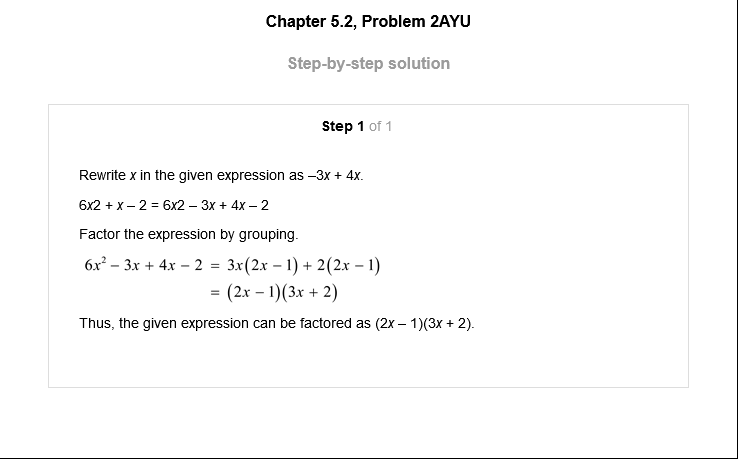 Chapter 5.2, Problem 2AYU
Step-by-step solution
Step 1 of 1
Rewrite x in the given expression as –3x + 4x.
6x2 + x – 2 = 6x2 – 3x + 4x – 2
Factor the expression by grouping.
6x² – 3x + 4x – 2 = 3x(2x – 1) + 2(2x – 1)
= (2x – 1)(3x + 2)
Thus, the given expression can be factored as (2x – 1)(3x + 2).